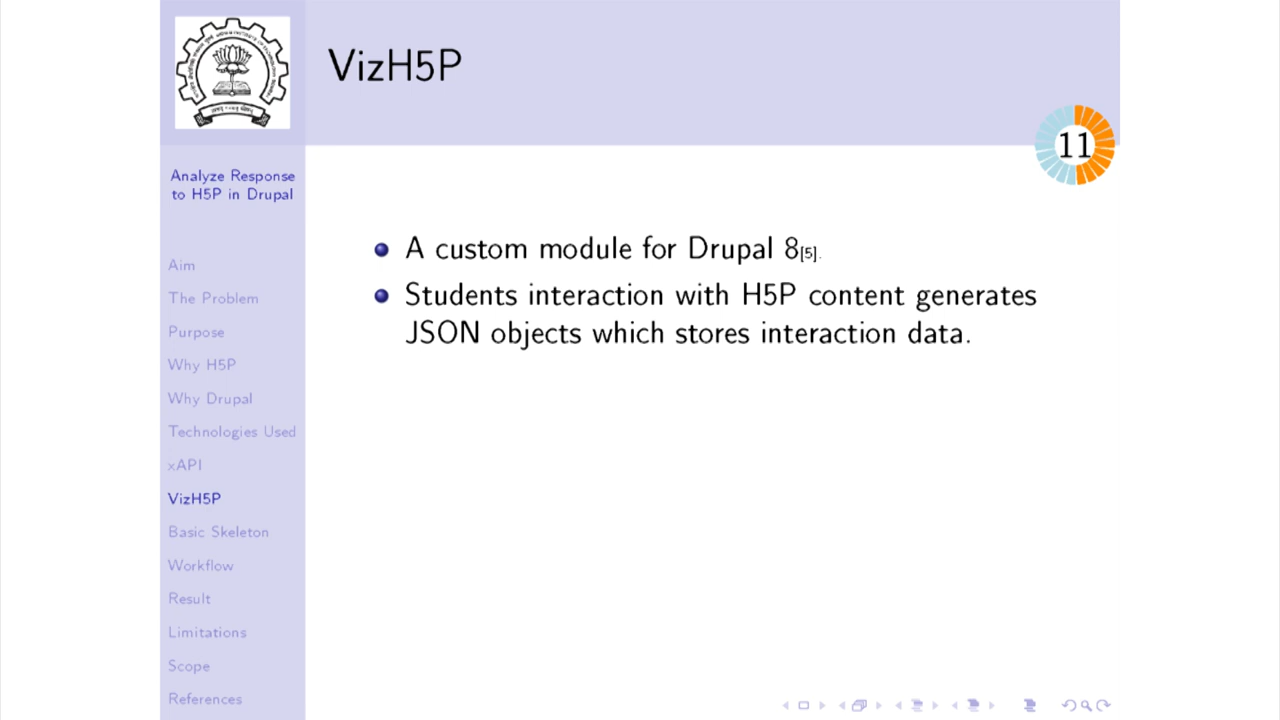 VizH5P
11
Analyze Response
to H5P in Drupal
Aim
The Problem
Purpose
Why H5P
Why Drupal
Technologies Used
xAPI
VizH5P
Basic Skeleton
Workflow
Result
Limitations
Scope
References
A custom module for Drupal 8[5].
Students interaction with H5P content generates
JSON objects which stores interaction data.